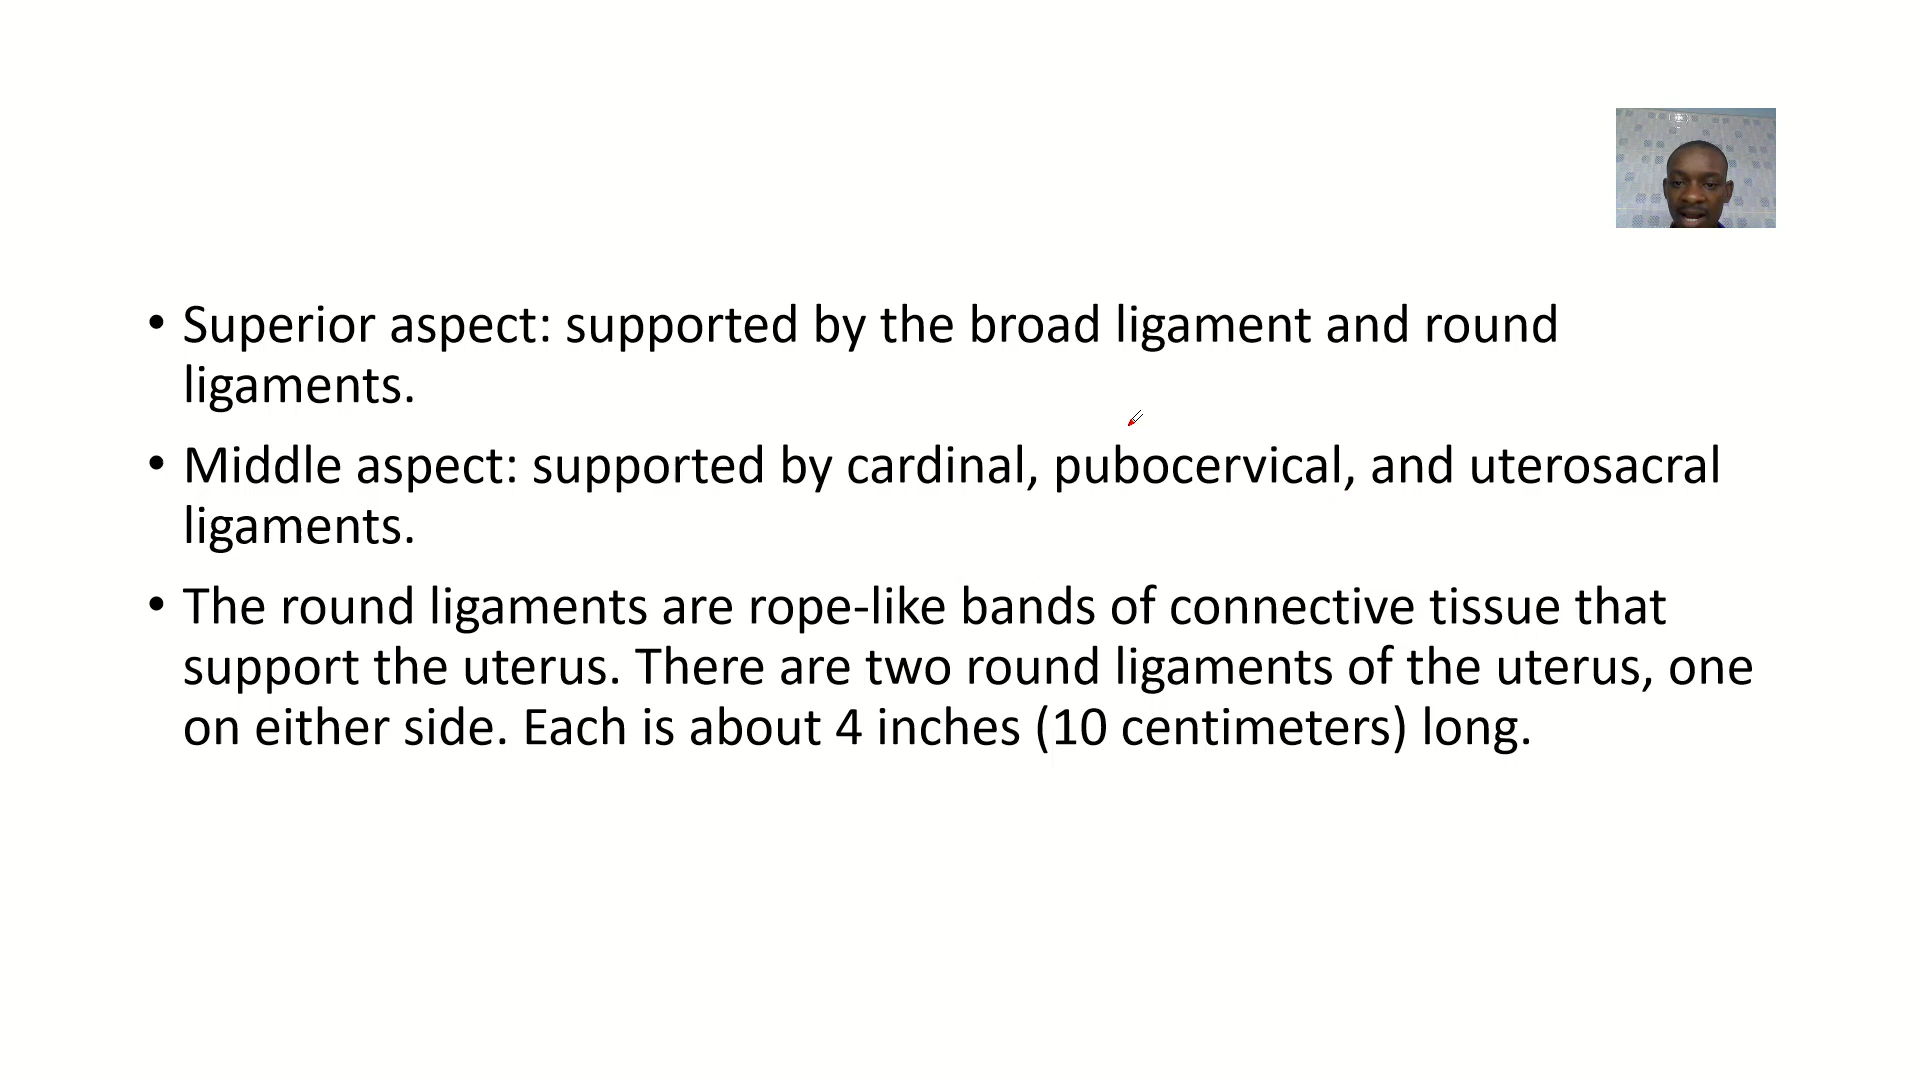 • Superior aspect: supported by the broad ligament and round
ligaments.
• Middle aspect: supported by cardinal, pubocervical, and uterosacral
ligaments.
• The round ligaments are rope-like bands of connective tissue that
support the uterus. There are two round ligaments of the uterus, one
on either side. Each is about 4 inches (10 centimeters) long.